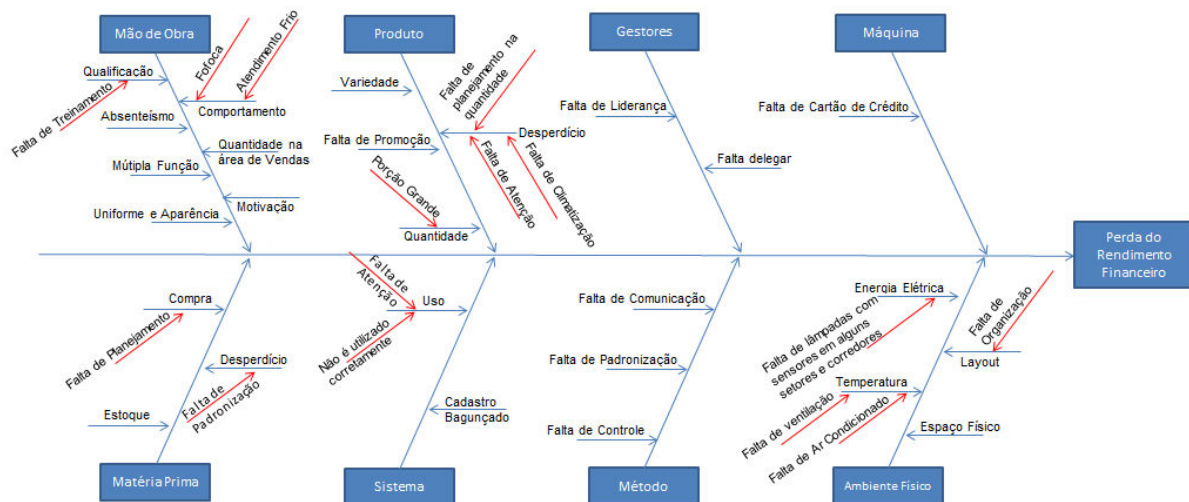 Mão de Obra
Produto
Gestores
Máquina
Qualificação
Falta de Treinamento
Fofoca
Atendimento Frio
Comportamento
Absenteísmo
Quantidade na
área de Vendas
Mútipla Função
Motivação
Uniforme e Aparência
Variedade
Falta de
planejamento na
quantidade
Desperdício
Falta de Promoção
Falta de Atenção
Falta de Climatização
Porção Grande
Quantidade
Falta de Liderança
Falta delegar
Falta de Cartão de Crédito
Perda do
Rendimento
Financeiro
Compra
Falta de Planejamento
Desperdício
Falta de
Padronização
Estoque
Falta de
Atenção
Uso
Não é utilizado
corretamente
Cadastro
Bagunçado
Falta de Comunicação
Falta de Padronização
Falta de Controle
Energia Elétrica
Falta de lâmpadas com
sensores em alguns
setores e corredores
Falta de
Organização
Layout
Temperatura
Falta de ventilação
Falta de Ar Condicionado
Espaço Físico
Matéria Prima
Sistema
Método
Ambiente Físico